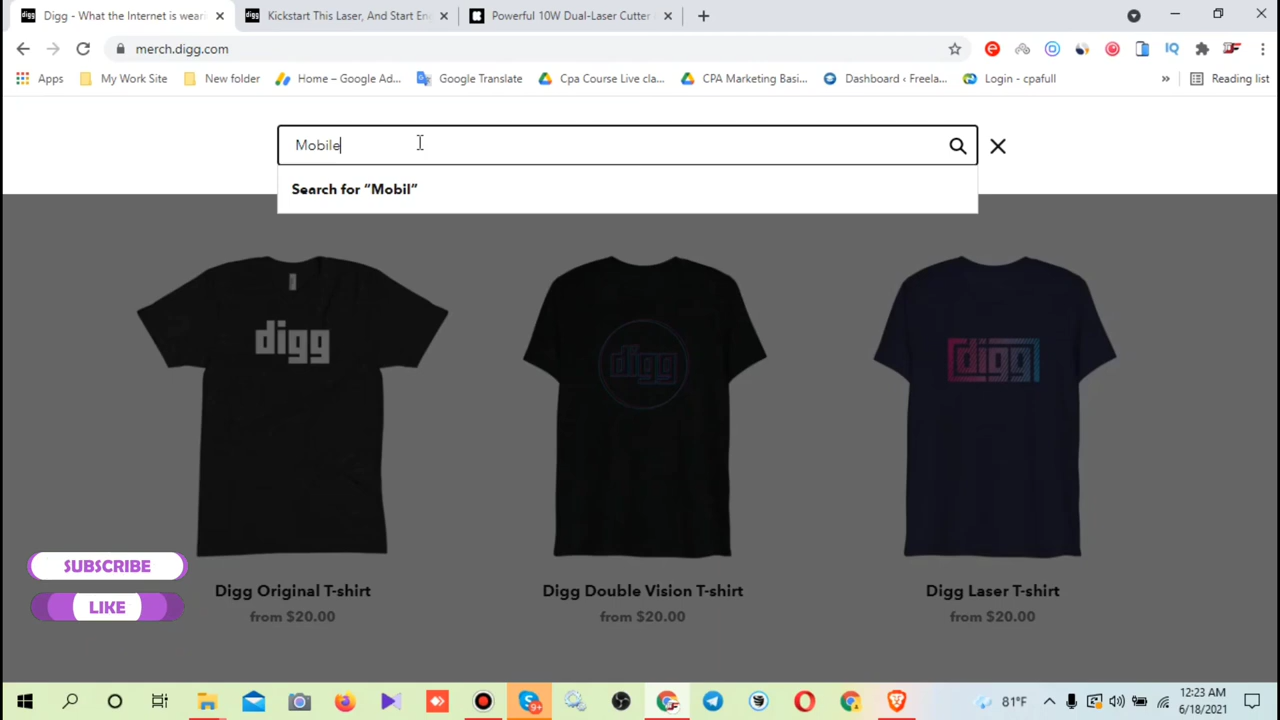 Digg - What the Internet is weari
Kickstart This Laser, And Start En
Powerful 10W Dual-Laser Cutter
merch.digg.com
Apps
My Work Site
New folder
Home – Google Ad...
Google Translate
Cpa Course Live cla...
CPA Marketing Basi...
Dashboard ‹ Freela...
Login - cpafull
Reading list
Mobile
Search for “Mobil”
digg
digg
digg
Digg Original T-shirt
Digg Double Vision T-shirt
Digg Laser T-shirt
from $20.00
from $20.00
from $20.00
SUBSCRIBE
LIKE
81°F
12:23 AM
6/18/2021